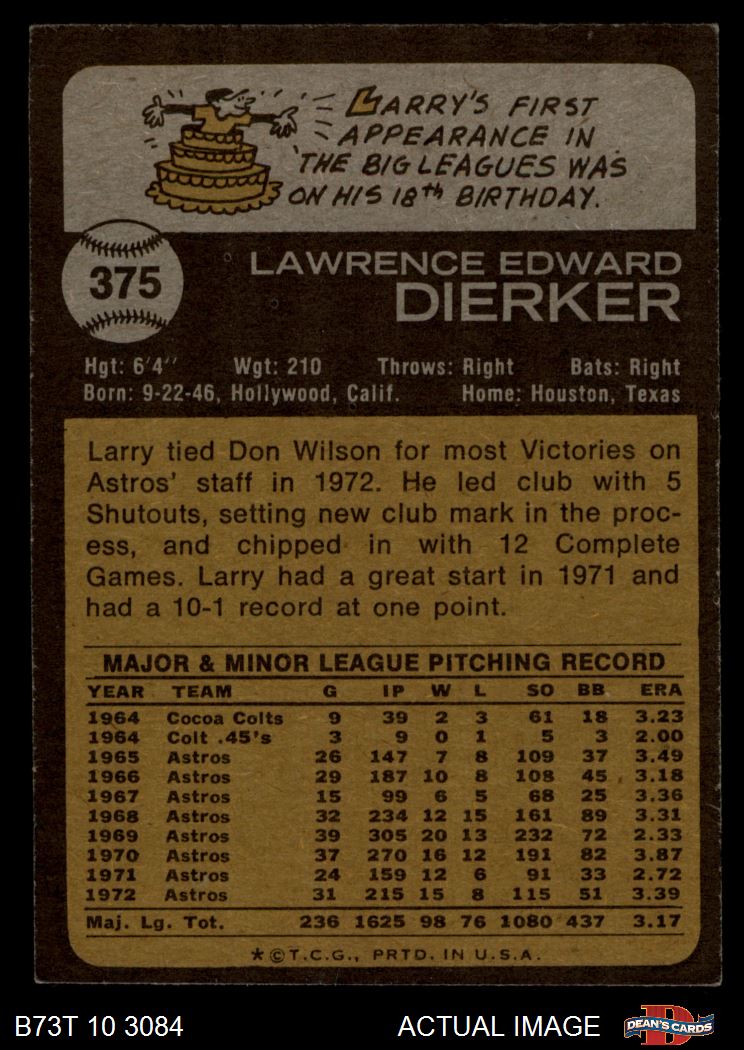 LARRY'S FIRST
APPEARANCE IN
THE BIG LEAGUES WAS
ON HIS 18th BIRTHDAY.
375
LAWRENCE EDWARD
DIERKER
Hgt: 6'4" Wgt: 210 Throws: Right Bats: Right
Born: 9-22-46, Hollywood, Calif. Home: Houston, Texas
Larry tied Don Wilson for most Victories on
Astros' staff in 1972. He led club with 5
Shutouts, setting new club mark in the proc-
ess, and chipped in with 12 Complete
Games. Larry had a great start in 1971 and
had a 10-1 record at one point.
MAJOR & MINOR LEAGUE PITCHING RECORD
YEAR TEAM G IP W L SO BB ERA
1964 Cocoa Colts 9 39 2 3 61 18 3.23
1964 Colt .45's 3 9 0 1 5 3 2.00
1965 Astros 26 147 7 8 109 37 3.49
1966 Astros 29 187 10 8 108 45 3.18
1967 Astros 15 99 6 5 68 25 3.36
1968 Astros 32 234 12 15 161 89 3.31
1969 Astros 39 305 20 13 232 72 2.33
1970 Astros 37 270 16 12 191 82 3.87
1971 Astros 24 159 12 6 91 33 2.72
1972 Astros 31 215 15 8 115 51 3.39
Maj. Lg. Tot. 236 1625 98 76 1080 437 3.17
*©T.C.G., PRTD. IN U.S.A.
B73T 10 3084 ACTUAL IMAGE DEAN'S CARDS